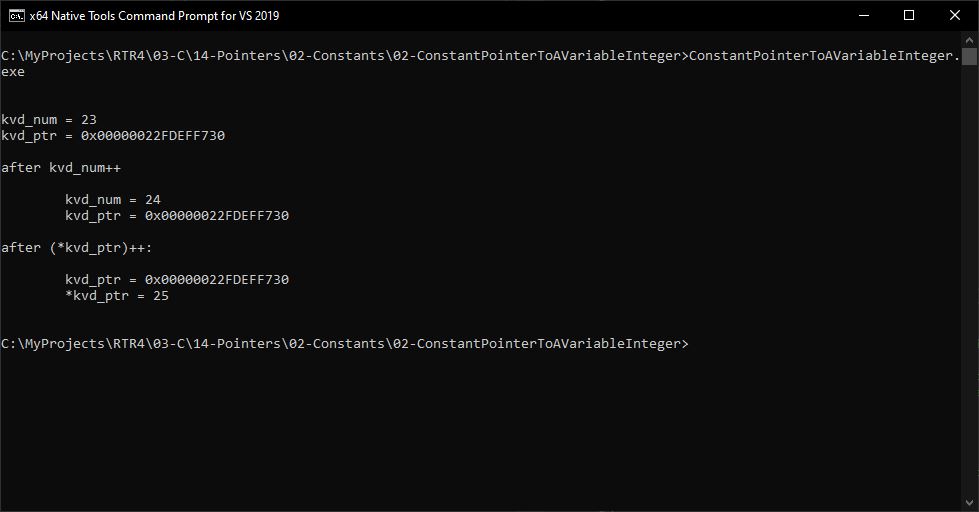 x64 Native Tools Command Prompt for VS 2019
C:\MyProjects\RTR4\03-C\14-Pointers\02-Constants\02-ConstantPointerToAVariableInteger>ConstantPointerToAVariableInteger.
exe
kvd_num = 23
kvd_ptr = 0x00000022FDEFF730
after kvd_num++
kvd_num = 24
kvd_ptr = 0x00000022FDEFF730
after (*kvd_ptr)++:
kvd_ptr = 0x00000022FDEFF730
*kvd_ptr = 25
C:\MyProjects\RTR4\03-C\14-Pointers\02-Constants\02-ConstantPointerToAVariableInteger>